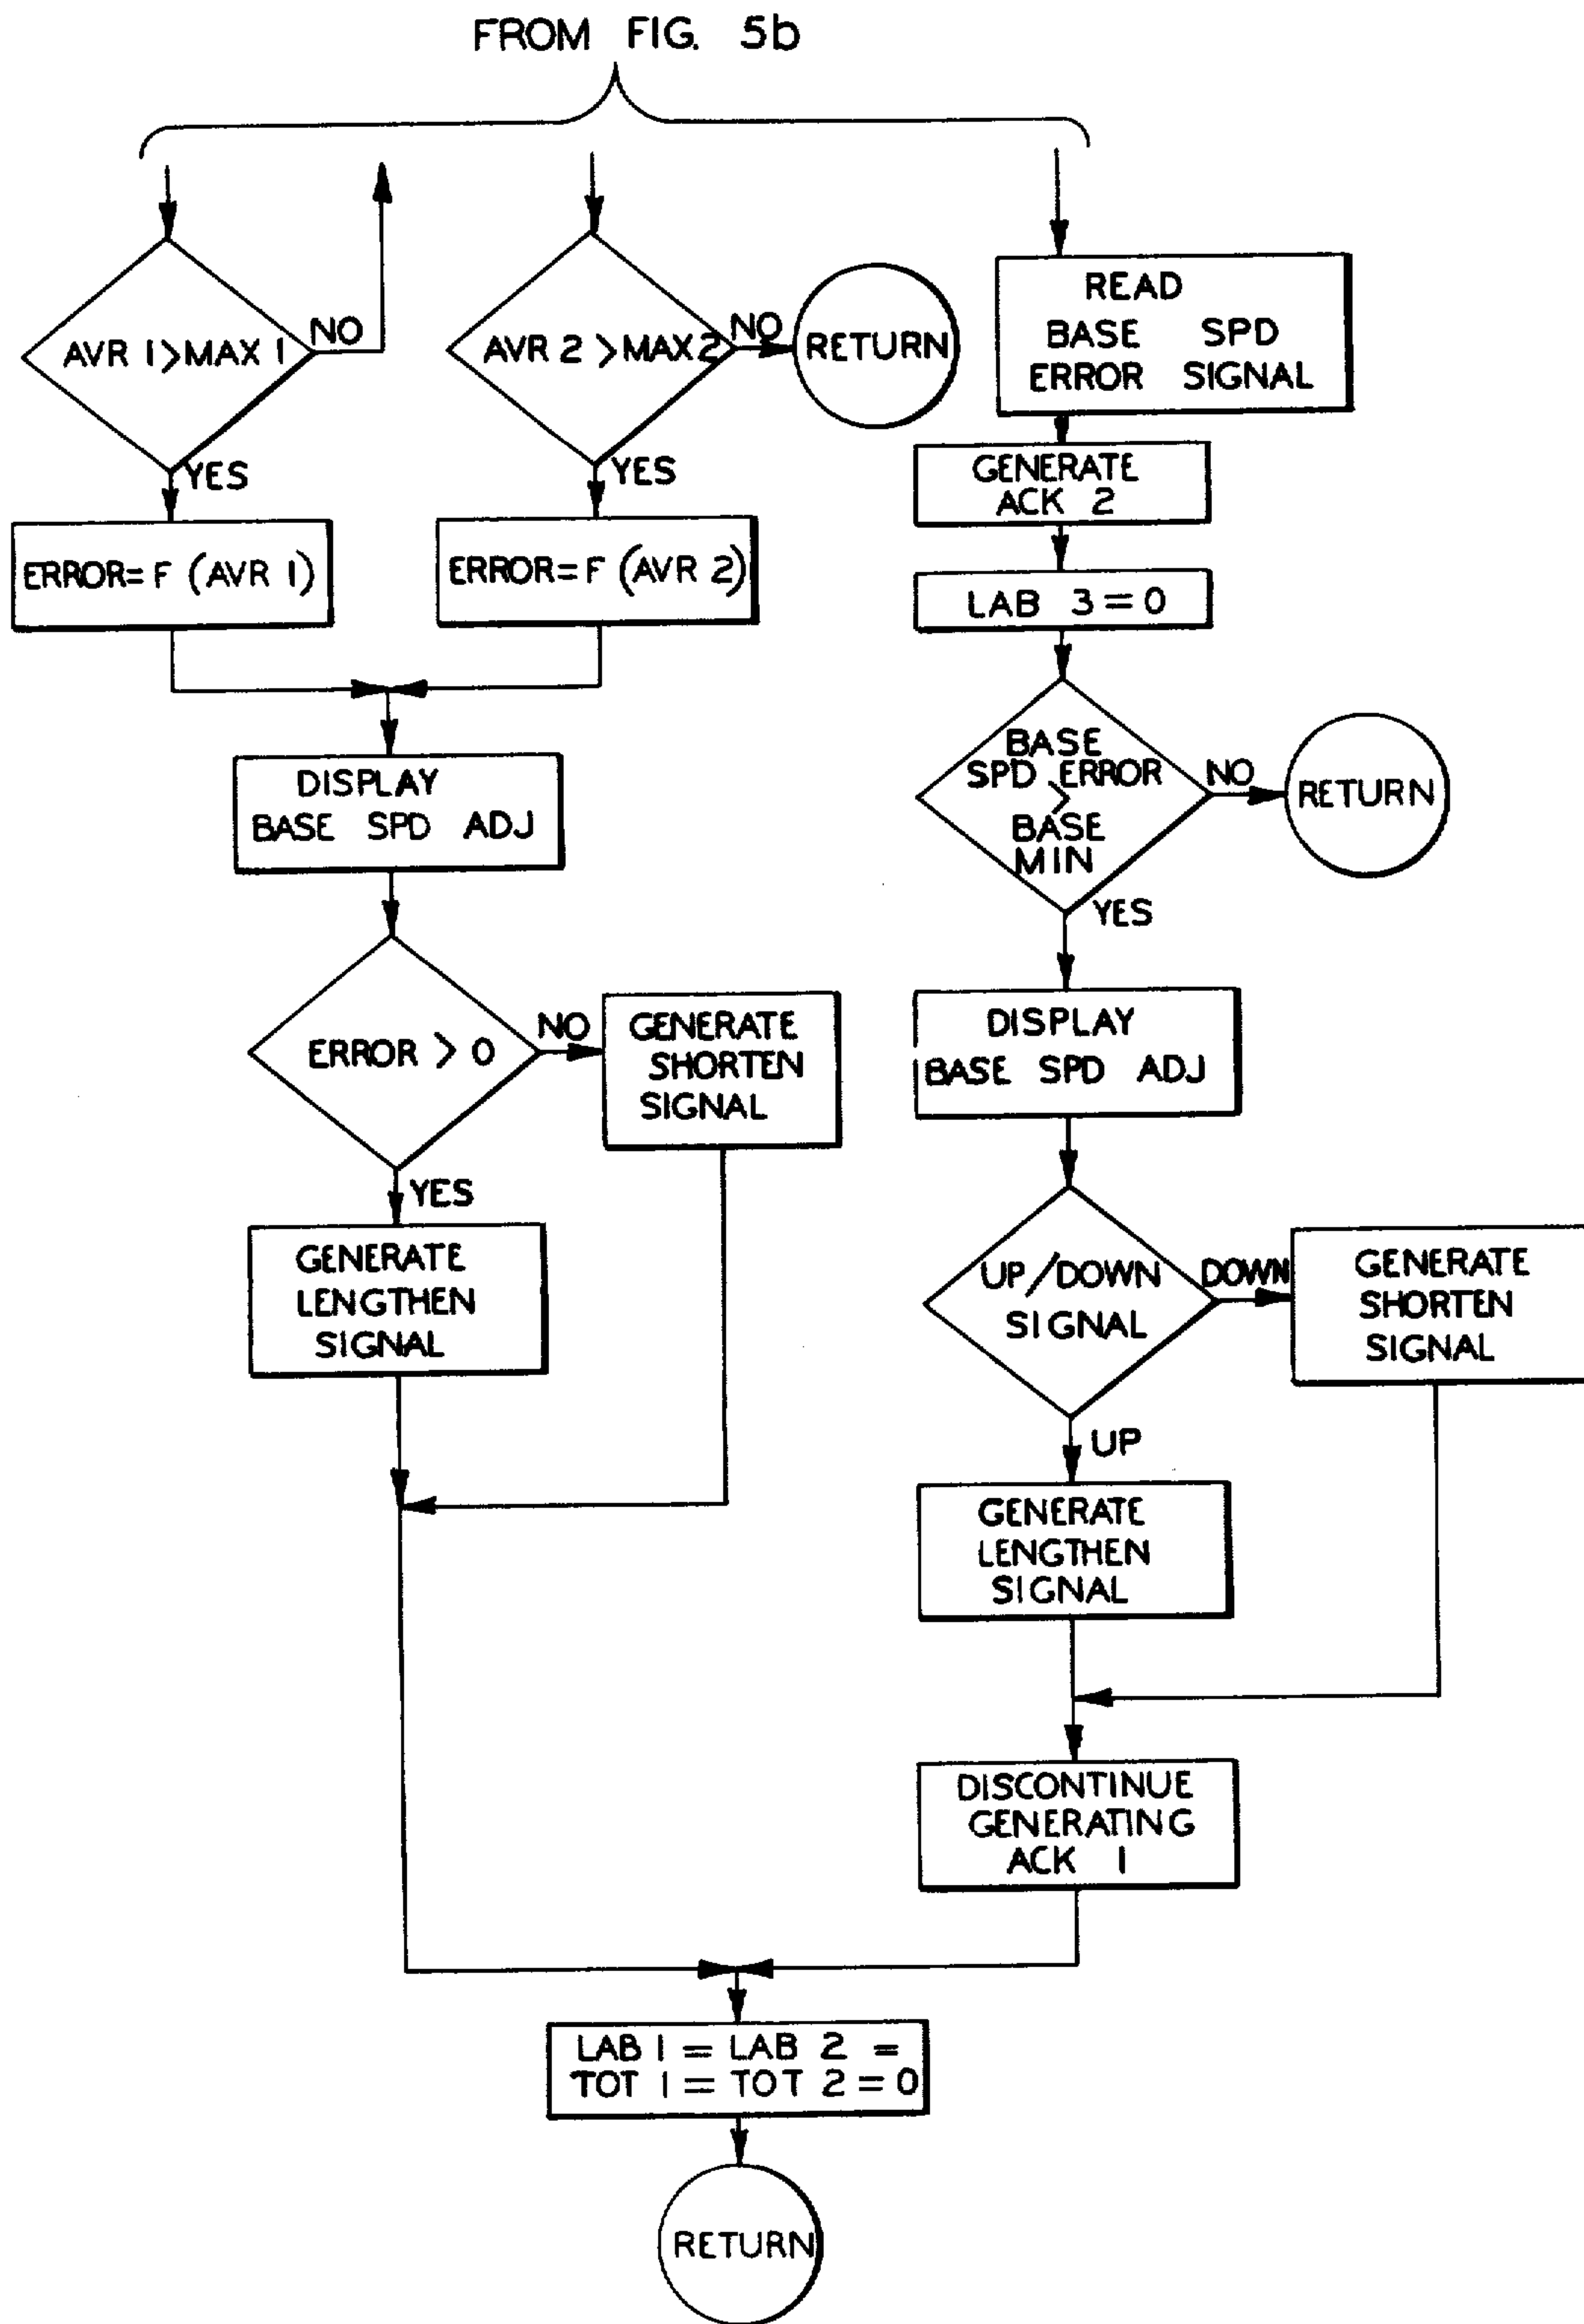 FROM FIG. 5b
AVR 1>MAX 1
NO
YES
ERROR=F (AVR 1)
AVR 2 >MAX 2
NO
RETURN
YES
ERROR=F (AVR 2)
DISPLAY
BASE SPD ADJ
ERROR > 0
NO
GENERATE
SHORTEN
SIGNAL
YES
GENERATE
LENGTHEN
SIGNAL
READ
BASE SPD
ERROR SIGNAL
GENERATE
ACK 2
LAB 3=0
BASE
SPD ERROR
>
BASE
MIN
NO
RETURN
YES
DISPLAY
BASE SPD ADJ
UP/DOWN
SIGNAL
DOWN
GENERATE
SHORTEN
SIGNAL
UP
GENERATE
LENGTHEN
SIGNAL
DISCONTINUE
GENERATING
ACK 1
LAB 1 = LAB 2 =
TOT 1 = TOT 2 = 0
RETURN